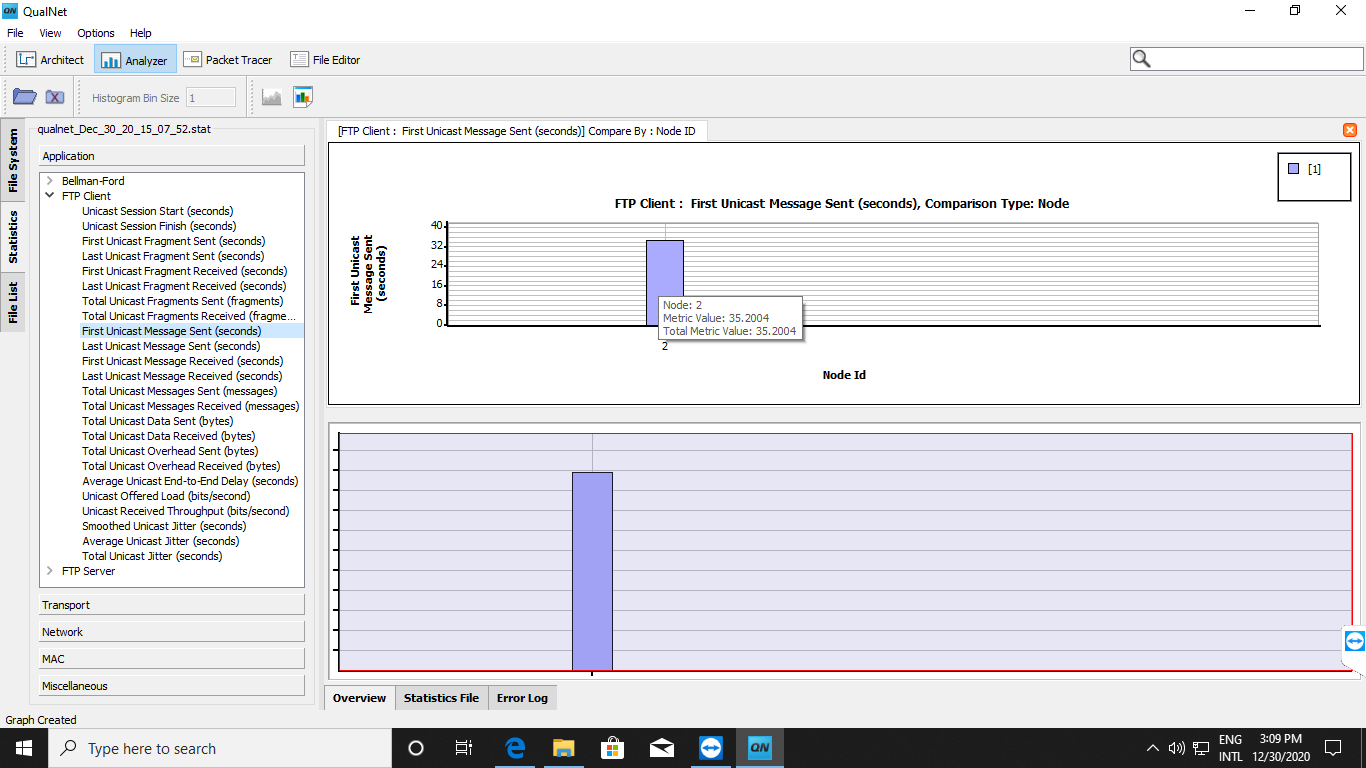 QN QualNet
File View Options Help
Architect Analyzer Packet Tracer File Editor
Histogram Bin Size 1
File System
Statistics
File List
qualnet_Dec_30_20_15_07_52.stat
Application
Bellman-Ford
FTP Client
Unicast Session Start (seconds)
Unicast Session Finish (seconds)
First Unicast Fragment Sent (seconds)
Last Unicast Fragment Sent (seconds)
First Unicast Fragment Received (seconds)
Last Unicast Fragment Received (seconds)
Total Unicast Fragments Sent (fragments)
Total Unicast Fragments Received (fragme...
First Unicast Message Sent (seconds)
Last Unicast Message Sent (seconds)
First Unicast Message Received (seconds)
Last Unicast Message Received (seconds)
Total Unicast Messages Sent (messages)
Total Unicast Messages Received (messages)
Total Unicast Data Sent (bytes)
Total Unicast Data Received (bytes)
Total Unicast Overhead Sent (bytes)
Total Unicast Overhead Received (bytes)
Average Unicast End-to-End Delay (seconds)
Unicast Offered Load (bits/second)
Unicast Received Throughput (bits/second)
Smoothed Unicast Jitter (seconds)
Average Unicast Jitter (seconds)
Total Unicast Jitter (seconds)
FTP Server
Transport
Network
MAC
Miscellaneous
[FTP Client : First Unicast Message Sent (seconds)] Compare By : Node ID
[1]
FTP Client : First Unicast Message Sent (seconds), Comparison Type: Node
First Unicast
Message Sent
(seconds)
40
32
24
16
8
0
Node: 2
Metric Value: 35.2004
Total Metric Value: 35.2004
2
Node Id
Overview Statistics File Error Log
Graph Created
Type here to search
QN
ENG
INTL
3:09 PM
12/30/2020